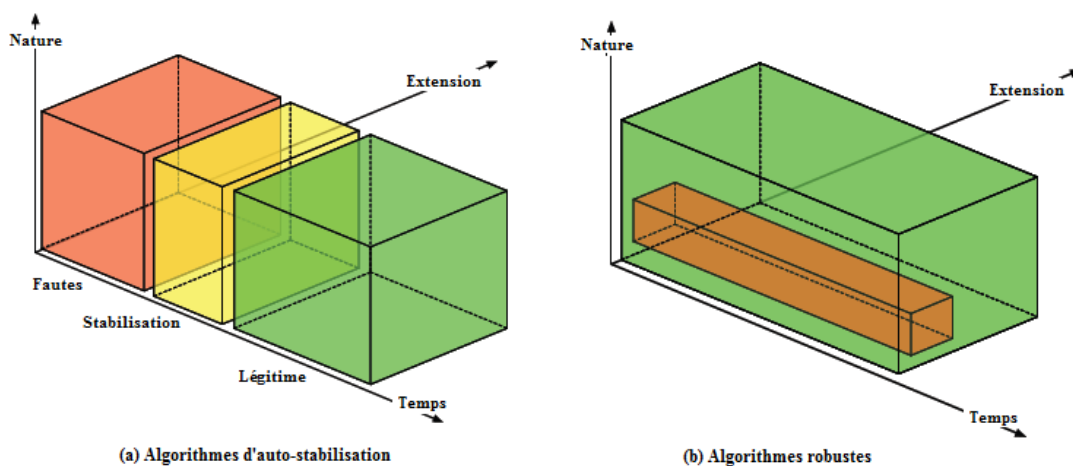 Nature
Extension
Fautes
Stabilisation
Légitime
Temps
(a) Algorithmes d'auto-stabilisation
Nature
Extension
Temps
(b) Algorithmes robustes